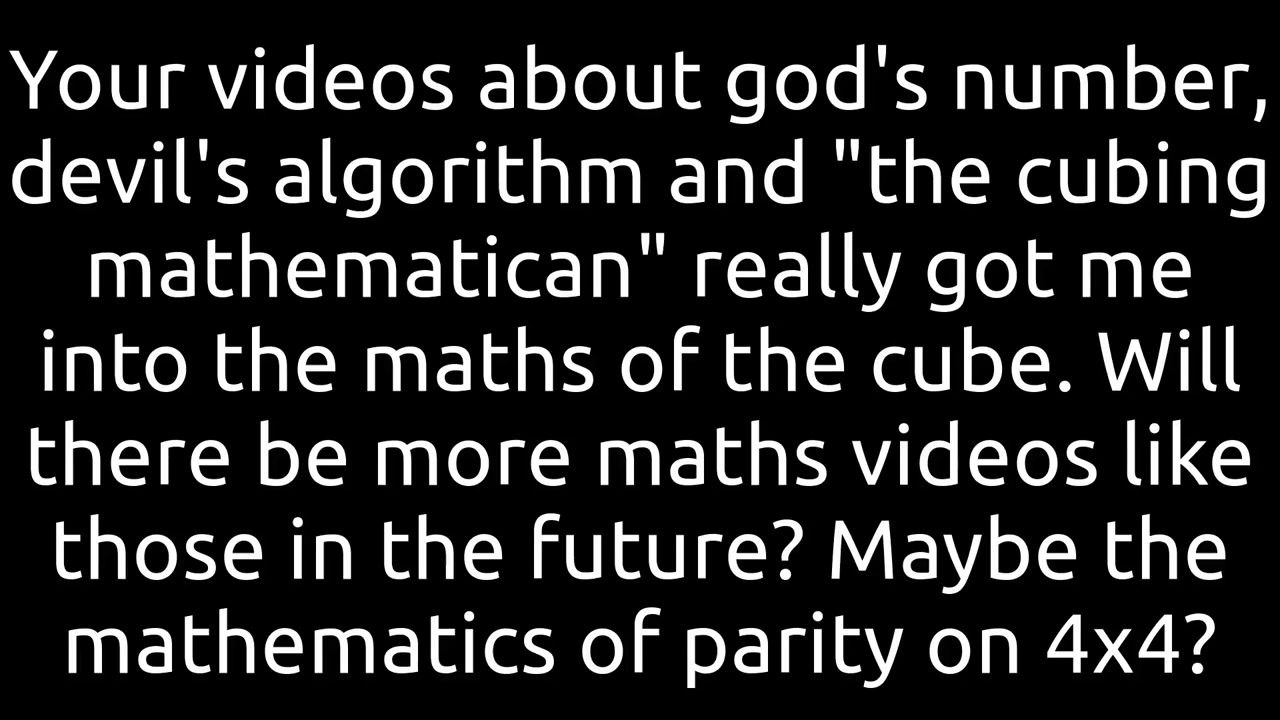 Your videos about god's number,
devil's algorithm and "the cubing
mathematican" really got me
into the maths of the cube. Will
there be more maths videos like
those in the future? Maybe the
mathematics of parity on 4x4?